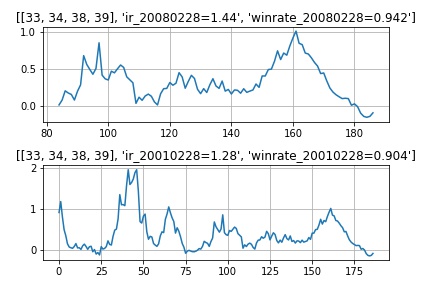 [[33, 34, 38, 39], 'ir_20080228=1.44', 'winrate_20080228=0.942']
1.0
0.5
0.0
80 100 120 140 160 180
[[33, 34, 38, 39], 'ir_20010228=1.28', 'winrate_20010228=0.904']
2
1
0
0 25 50 75 100 125 150 175